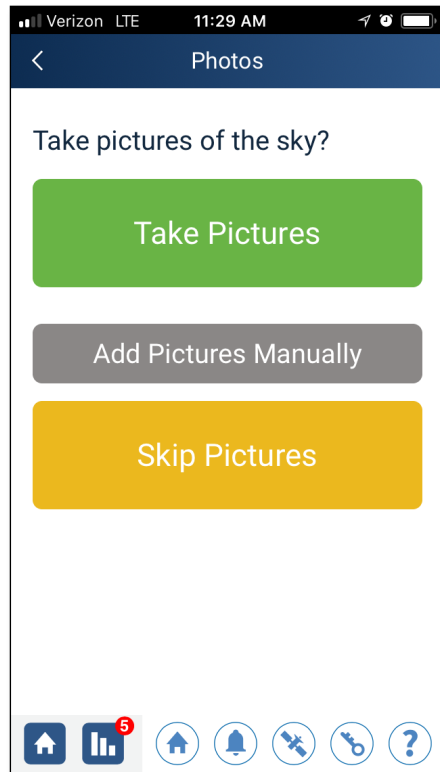 Verizon LTE 11:29 AM
Photos
Take pictures of the sky?
Take Pictures
Add Pictures Manually
Skip Pictures
5
?